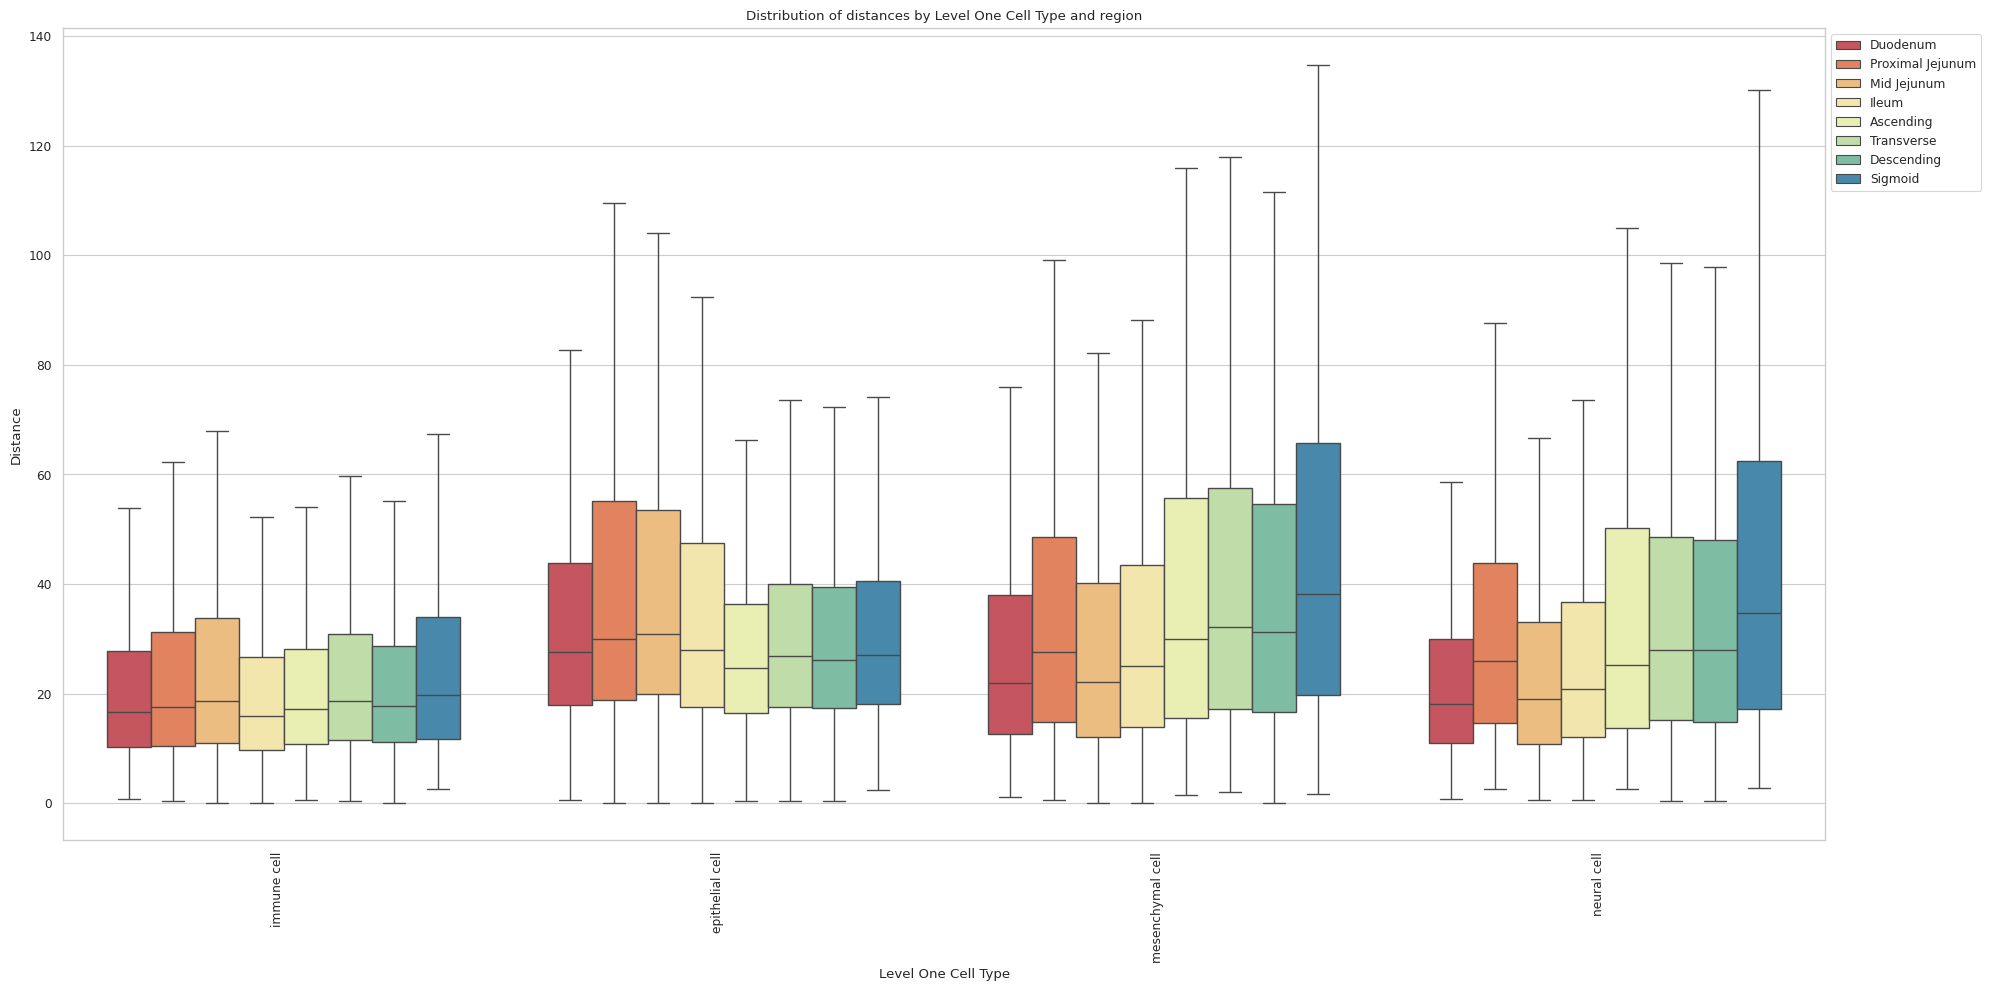 Distribution of distances by Level One Cell Type and region
Distance
140
120
100
80
60
40
20
0
immune cell
epithelial cell
mesenchymal cell
neural cell
Level One Cell Type
Duodenum
Proximal Jejunum
Mid Jejunum
Ileum
Ascending
Transverse
Descending
Sigmoid